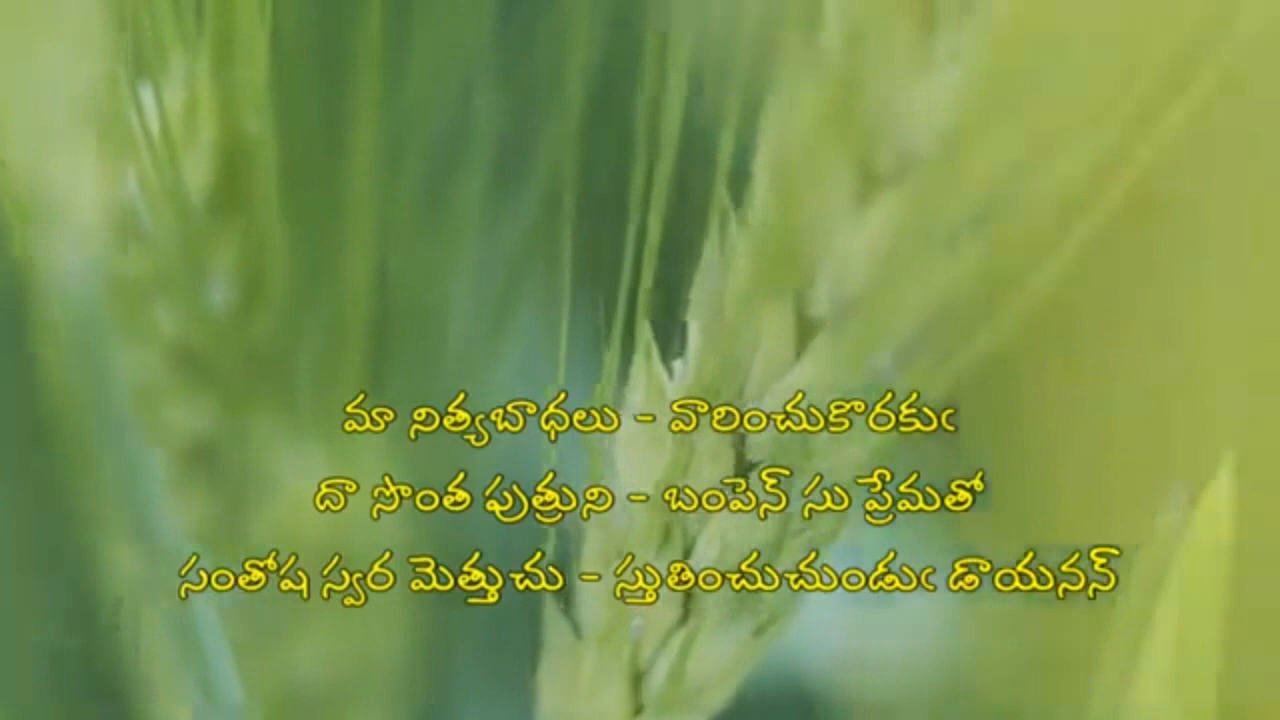 మా నిత్యబాధలు - వారించుకొరకుఁ
దా సొంత పుత్రుని - బంపెన్ సు ప్రేమతో
సంతోష స్వర మెత్తుచు - స్తుతించుచుండుఁ డాయనన్